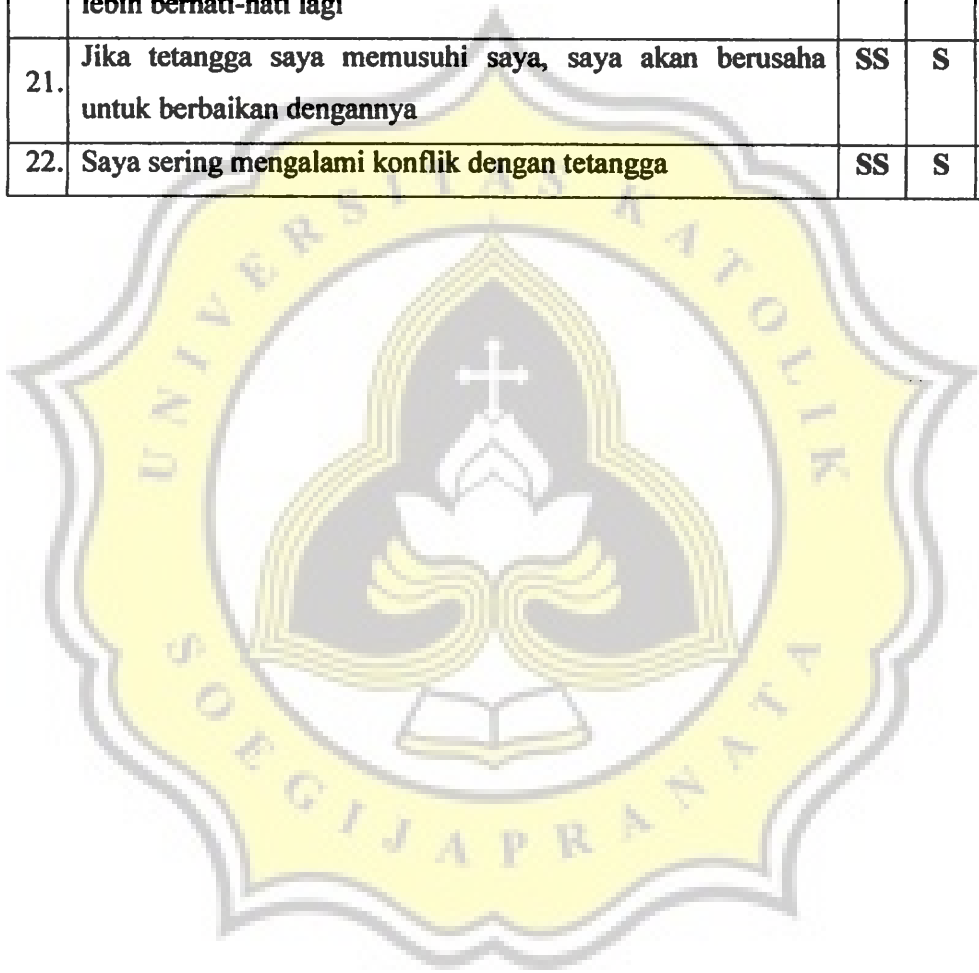 lebih berhati-hati lagi
21. Jika tetangga saya memusuhi saya, saya akan berusaha SS S
untuk berbaikan dengannya
22. Saya sering mengalami konflik dengan tetangga SS S
UNIVERSITAS KATOLIK
SOEGIJAPRANATA